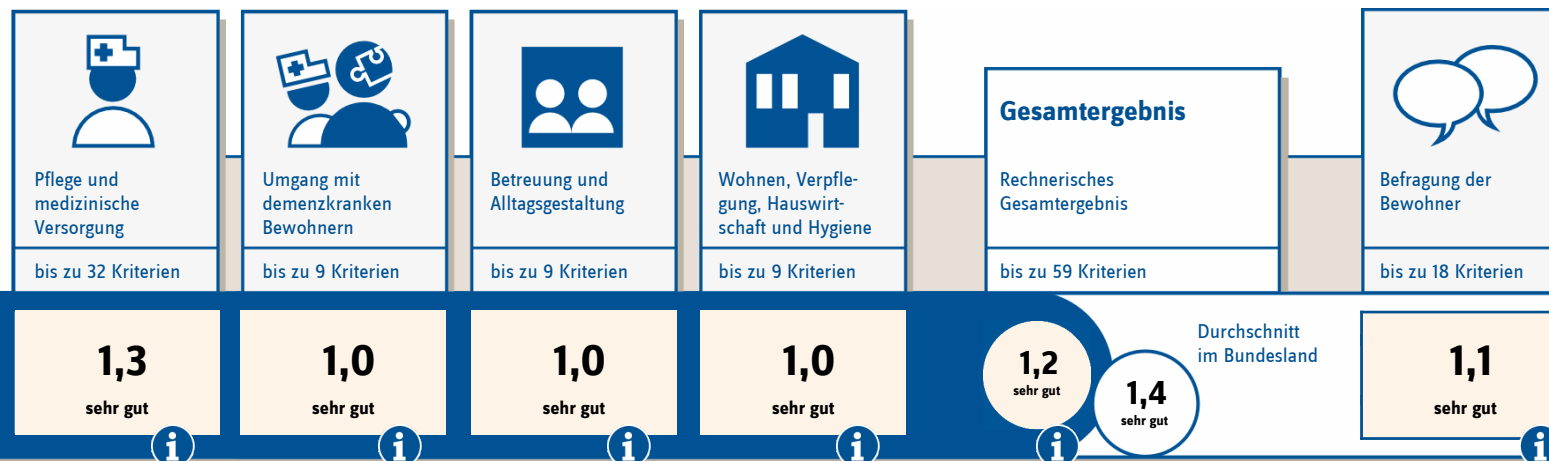 Pflege und
medizinische
Versorgung
bis zu 32 Kriterien
1,3
sehr gut
i
Umgang mit
demenzkranken
Bewohnern
bis zu 9 Kriterien
1,0
sehr gut
i
Betreuung und
Alltagsgestaltung
bis zu 9 Kriterien
1,0
sehr gut
i
Wohnen, Verpfle-
gung, Hauswirt-
schaft und Hygiene
bis zu 9 Kriterien
1,0
sehr gut
i
Gesamtergebnis
Rechnerisches
Gesamtergebnis
bis zu 59 Kriterien
1,2
sehr gut
i
1,4
sehr gut
Durchschnitt
im Bundesland
Befragung der
Bewohner
bis zu 18 Kriterien
1,1
sehr gut
i